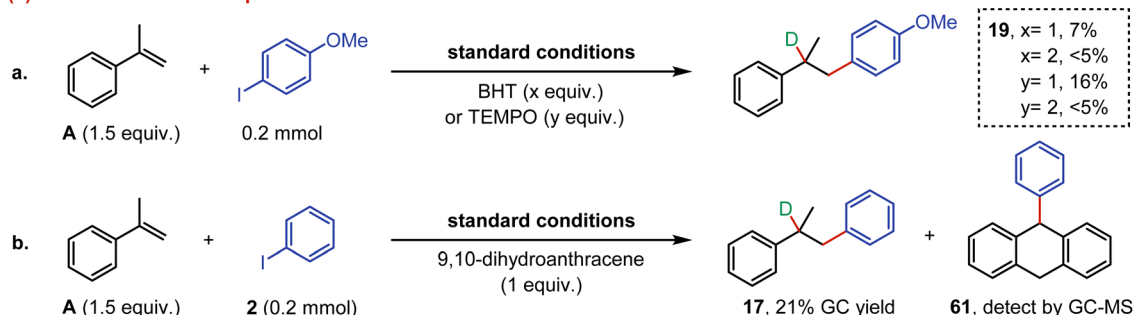 a.
+
OMe
I
A (1.5 equiv.)
0.2 mmol
standard conditions
BHT (x equiv.)
or TEMPO (y equiv.)
D
OMe
19, x= 1, 7%
x= 2, <5%
y= 1, 16%
y= 2, <5%
b.
+
I
A (1.5 equiv.)
2 (0.2 mmol)
standard conditions
9,10-dihydroanthracene
(1 equiv.)
D
17, 21% GC yield
+
61, detect by GC-MS